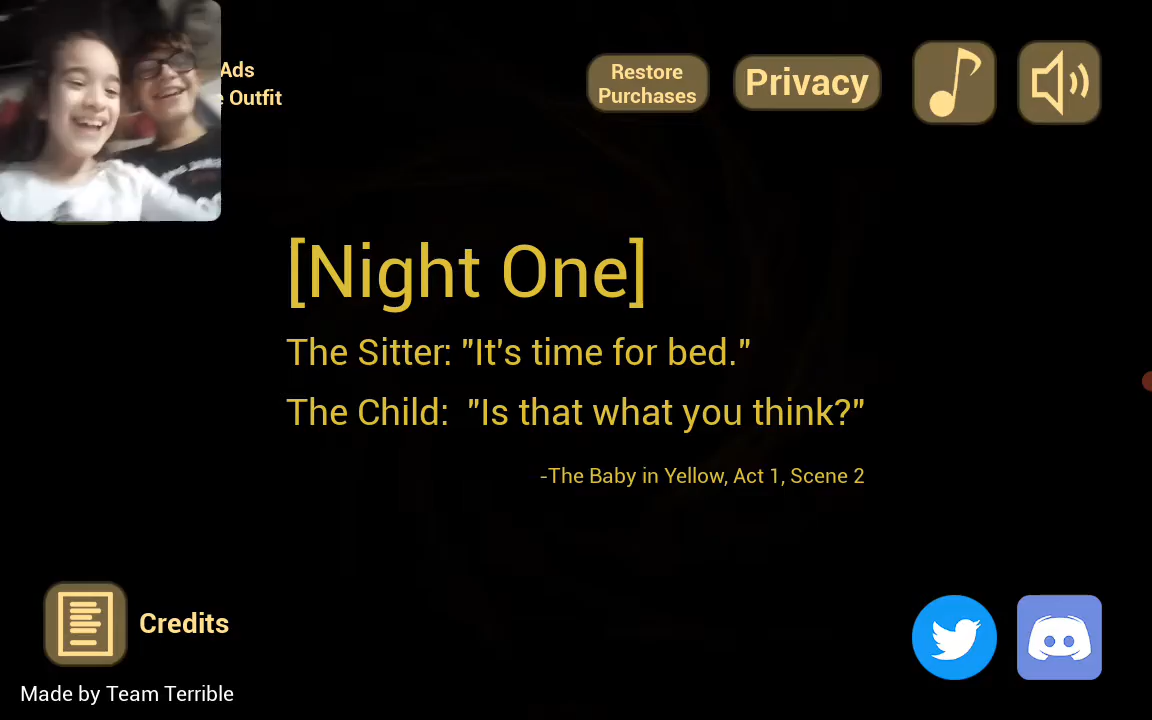 Ads
Outfit
Restore
Purchases
Privacy
[Night One]
The Sitter: "It's time for bed."
The Child:  "Is that what you think?"
-The Baby in Yellow, Act 1, Scene 2
Credits
Made by Team Terrible